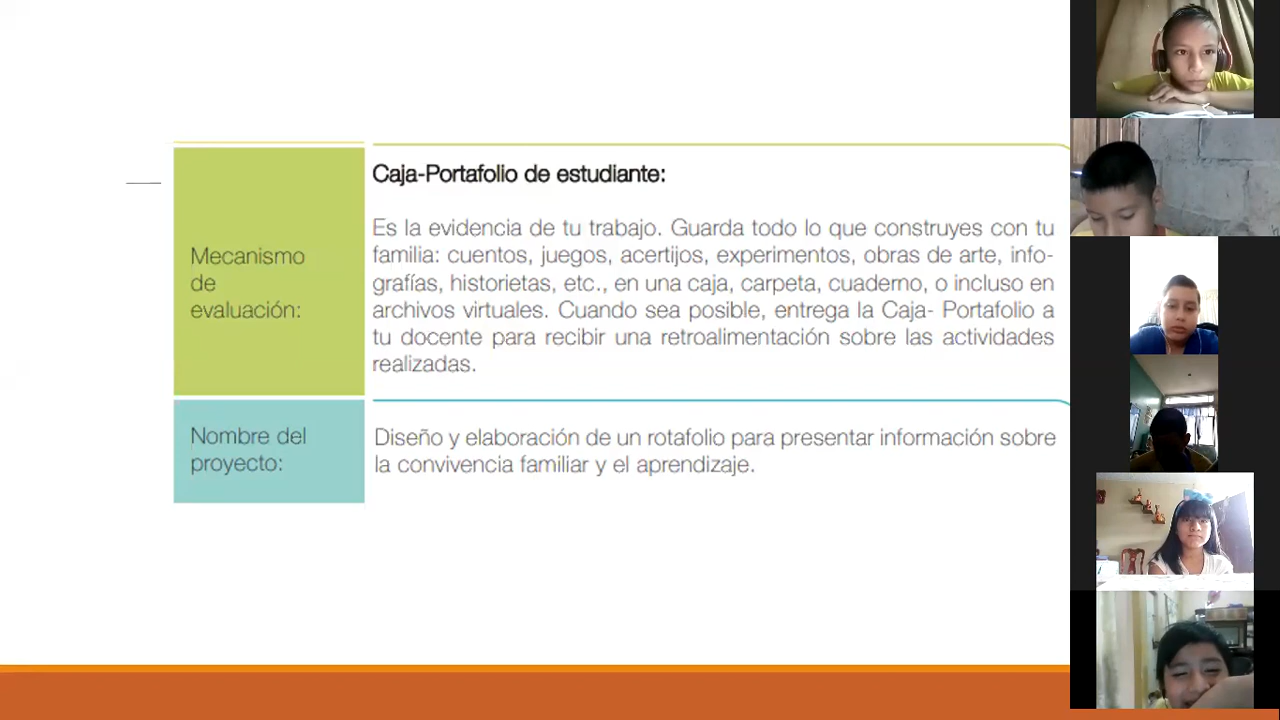 Caja-Portafolio de estudiante:
Mecanismo
de
evaluación:
Es la evidencia de tu trabajo. Guarda todo lo que construyes con tu
familia: cuentos, juegos, acertijos, experimentos, obras de arte, info-
grafías, historietas, etc., en una caja, carpeta, cuaderno, o incluso en
archivos virtuales. Cuando sea posible, entrega la Caja- Portafolio a
tu docente para recibir una retroalimentación sobre las actividades
realizadas.
Nombre del
proyecto:
Diseño y elaboración de un rotafolio para presentar información sobre
la convivencia familiar y el aprendizaje.